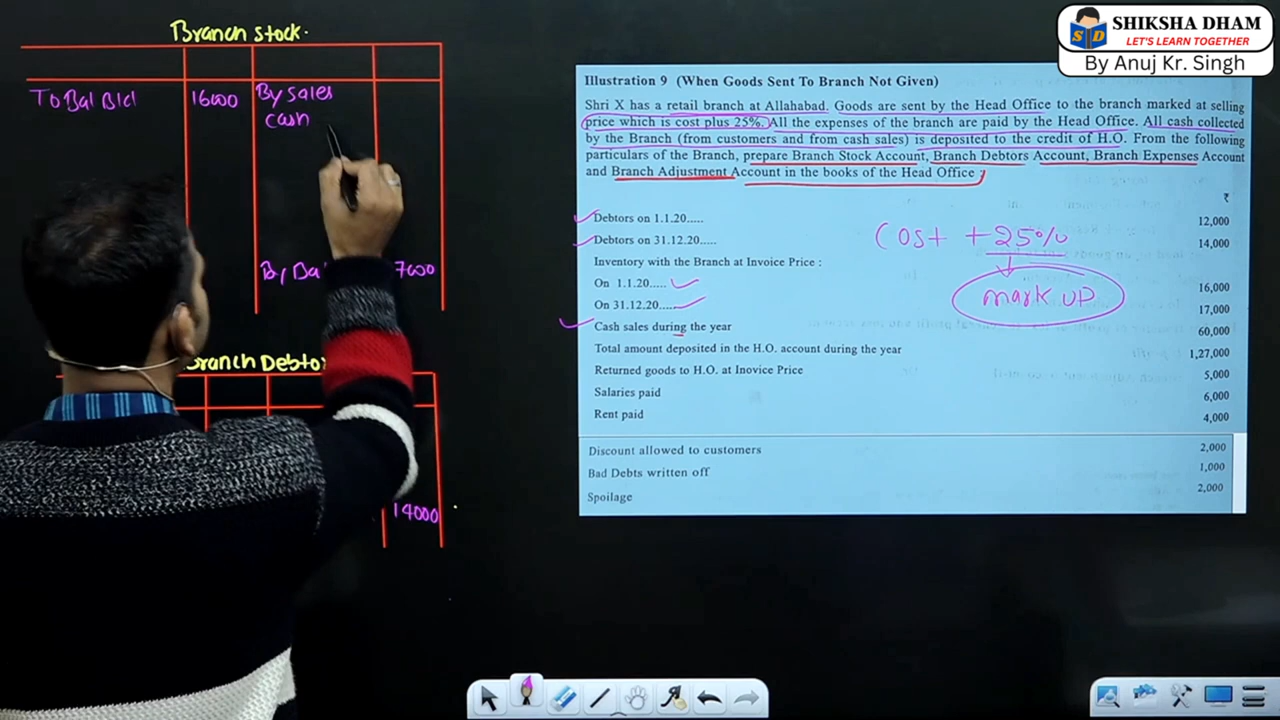 Branch stock.
To Bal B/d 16000 By sales
cash
7000
Branch Debto
14000
SHIKSHA DHAM
LET'S LEARN TOGETHER
By Anuj Kr. Singh
Illustration 9 (When Goods Sent To Branch Not Given)
Shri X has a retail branch at Allahabad. Goods are sent by the Head Office to the branch marked at selling
price which is cost plus 25%. All the expenses of the branch are paid by the Head Office. All cash collected
by the Branch (from customers and from cash sales) is deposited to the credit of H.O. From the following
particulars of the Branch, prepare Branch Stock Account, Branch Debtors Account, Branch Expenses Account
and Branch Adjustment Account in the books of the Head Office
₹
Debtors on 1.1.20..... 12,000
Debtors on 31.12.20..... 14,000
Inventory with the Branch at Invoice Price :
On 1.1.20..... 16,000
On 31.12.20..... 17,000
Cash sales during the year 60,000
Total amount deposited in the H.O. account during the year 1,27,000
Returned goods to H.O. at Inovice Price 5,000
Salaries paid 6,000
Rent paid 4,000
Discount allowed to customers 2,000
Bad Debts written off 1,000
Spoilage 2,000
Cost + 25%
mark up